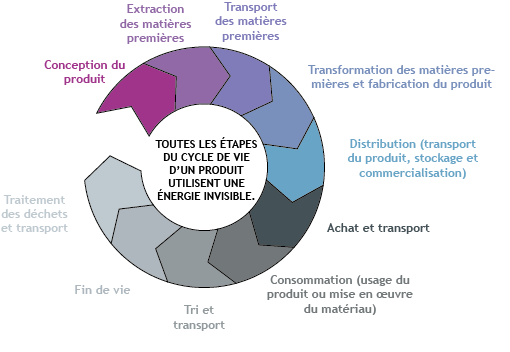 Extraction
des matières
premières
Transport
des matières
premières
Conception du
produit
Transformation des matières pre-
mières et fabrication du produit
TOUTES LES ÉTAPES
DU CYCLE DE VIE
D’UN PRODUIT
UTILISENT UNE
ÉNERGIE INVISIBLE.
Distribution (transport
du produit, stockage et
commercialisation)
Traitement
des déchets
et transport
Achat et transport
Consommation (usage du
produit ou mise en œuvre
du matériau)
Fin de vie
Tri et
transport